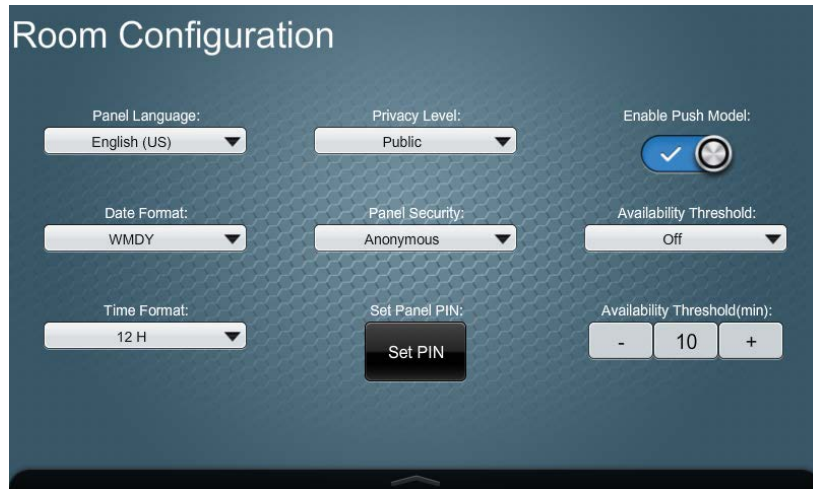 Room Configuration
Panel Language:
English (US)
Privacy Level:
Public
Enable Push Model:
Date Format:
WMDY
Panel Security:
Anonymous
Availability Threshold:
Off
Time Format:
12 H
Set Panel PIN:
Set PIN
Availability Threshold(min):
- 10 +